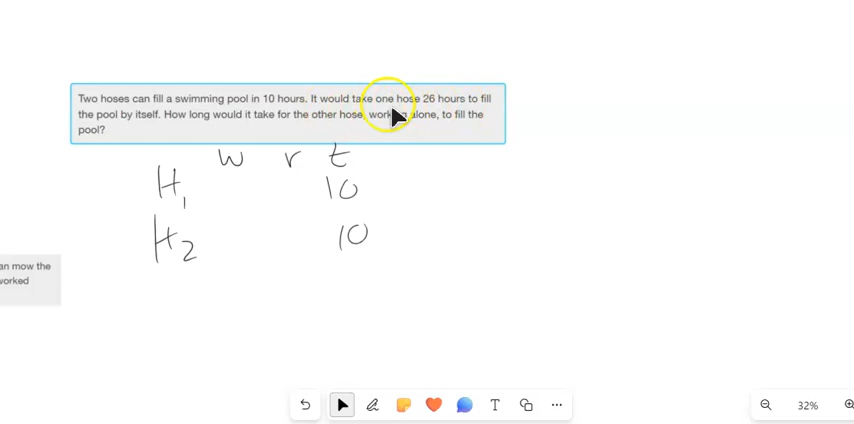 Two hoses can fill a swimming pool in 10 hours. It would take one hose 26 hours to fill
the pool by itself. How long would it take for the other hose, working alone, to fill the
pool?
w r t
H1 10
H2 10
an mow the
worked
T
32%